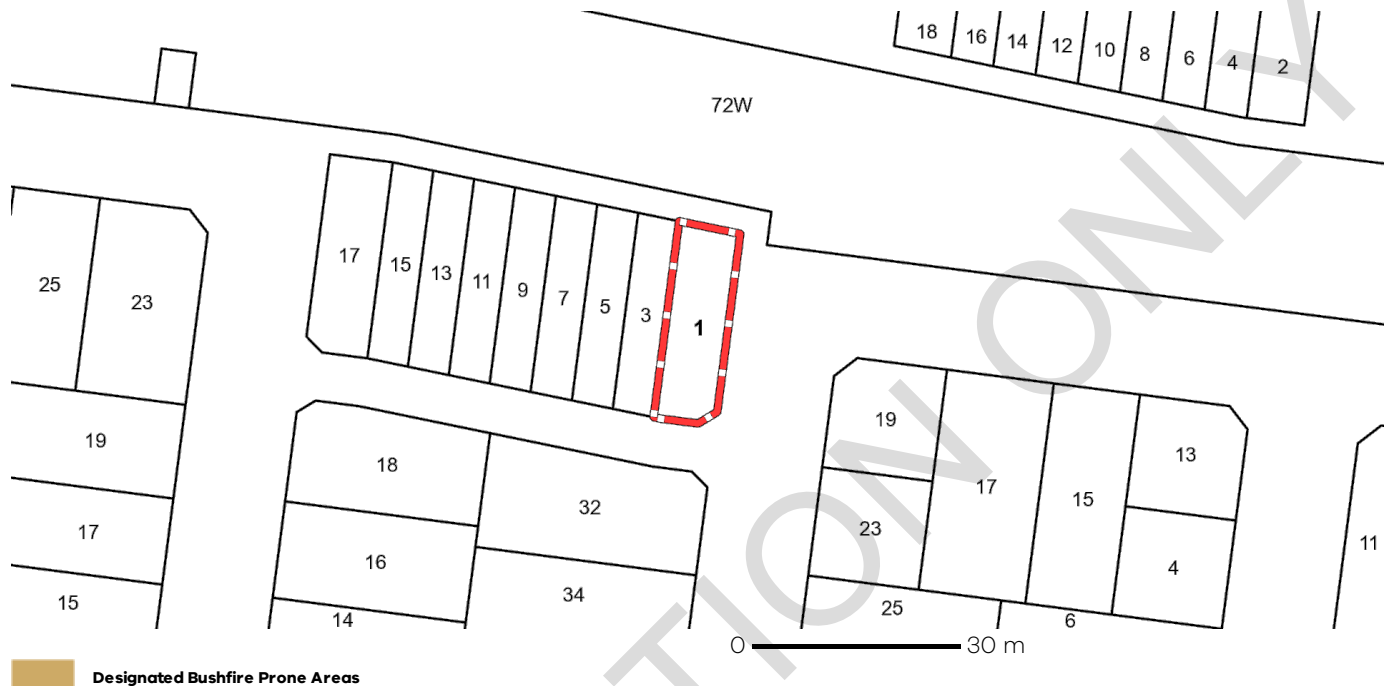 18 16 14 12 10 8 6 4 2
72W
17 15 13 11 9 7 5 3 1
25 23
19
17
15
18 32
16 34
14
19 17 15 13
23 4
25 6
11
TION ONLY
0 30 m
Designated Bushfire Prone Areas